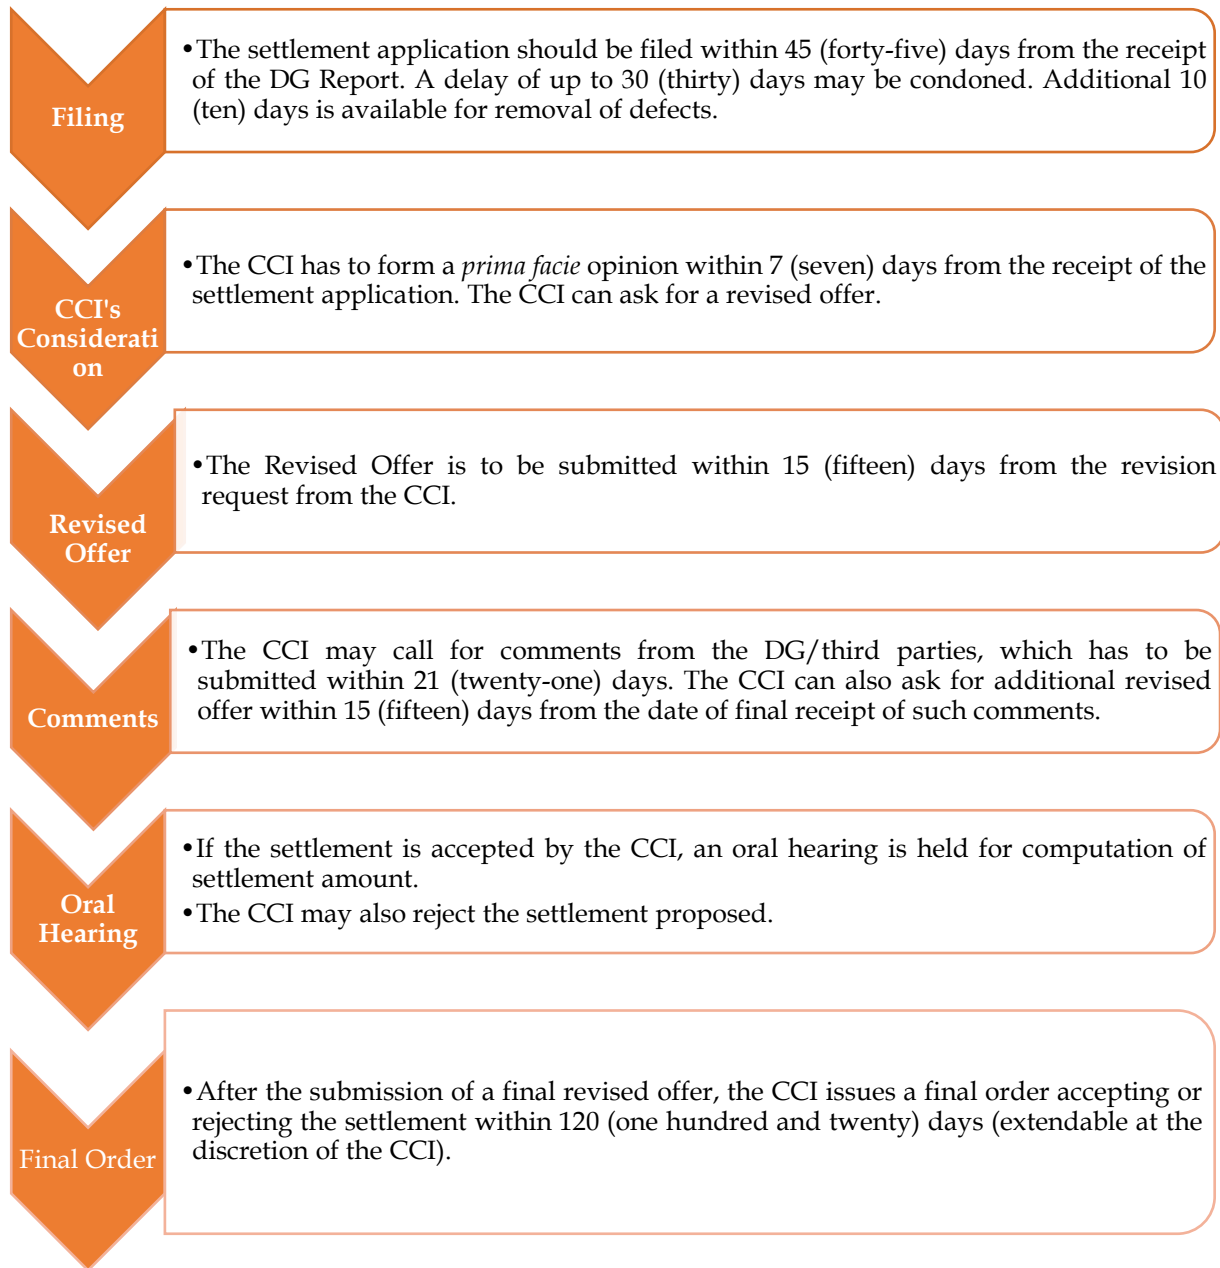 Filing
•The settlement application should be filed within 45 (forty-five) days from the receipt
of the DG Report. A delay of up to 30 (thirty) days may be condoned. Additional 10
(ten) days is available for removal of defects.
CCI's
Considerati
on
•The CCI has to form a prima facie opinion within 7 (seven) days from the receipt of the
settlement application. The CCI can ask for a revised offer.
Revised
Offer
•The Revised Offer is to be submitted within 15 (fifteen) days from the revision
request from the CCI.
Comments
•The CCI may call for comments from the DG/third parties, which has to be
submitted within 21 (twenty-one) days. The CCI can also ask for additional revised
offer within 15 (fifteen) days from the date of final receipt of such comments.
Oral
Hearing
•If the settlement is accepted by the CCI, an oral hearing is held for computation of
settlement amount.
•The CCI may also reject the settlement proposed.
Final Order
•After the submission of a final revised offer, the CCI issues a final order accepting or
rejecting the settlement within 120 (one hundred and twenty) days (extendable at the
discretion of the CCI).